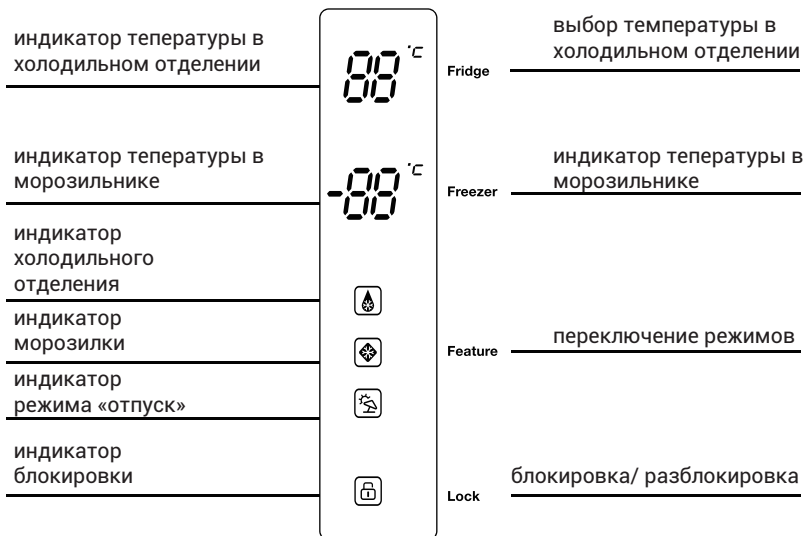 индикатор тепературы в
холодильном отделении
индикатор тепературы в
морозильнике
индикатор
холодильного
отделения
индикатор
морозилки
индикатор
режима «отпуск»
индикатор
блокировки
88 °C
-88 °C
Fridge
Freezer
Feature
Lock
выбор температуры в
холодильном отделении
индикатор тепературы в
морозильнике
переключение режимов
блокировка/ разблокировка